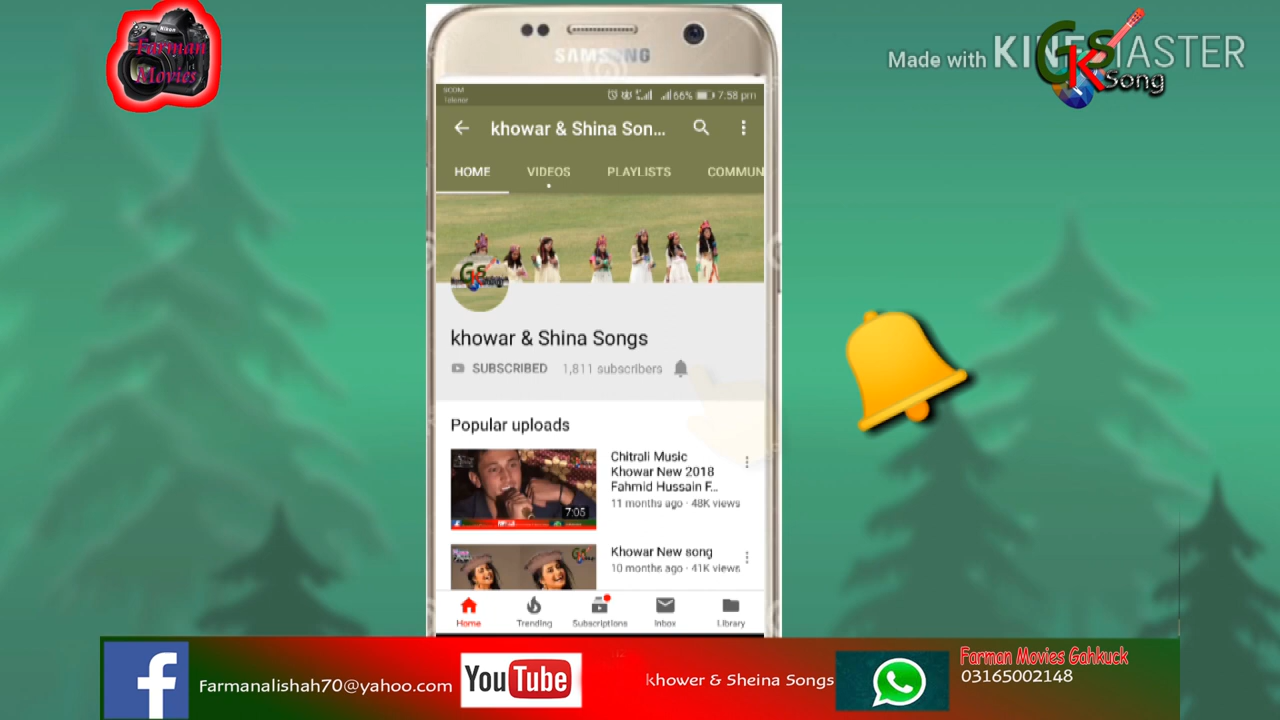 Nikon
Farman
Movies
Made with KINEMASTER
GKS
Song
SAMSUNG
SCOM
Telenor
66% 7:58 pm
khowar & Shina Son...
HOME VIDEOS PLAYLISTS COMMUN
khowar & Shina Songs
SUBSCRIBED 1,811 subscribers
Popular uploads
Chitrali Music
Khowar New 2018
Fahmid Hussain F...
11 months ago · 48K views
7:05
Khowar New song
10 months ago · 41K views
Home Trending Subscriptions Inbox Library
f
Farmanalishah70@yahoo.com
YouTube
khower & Sheina Songs
Farman Movies Gahkuck
03165002148